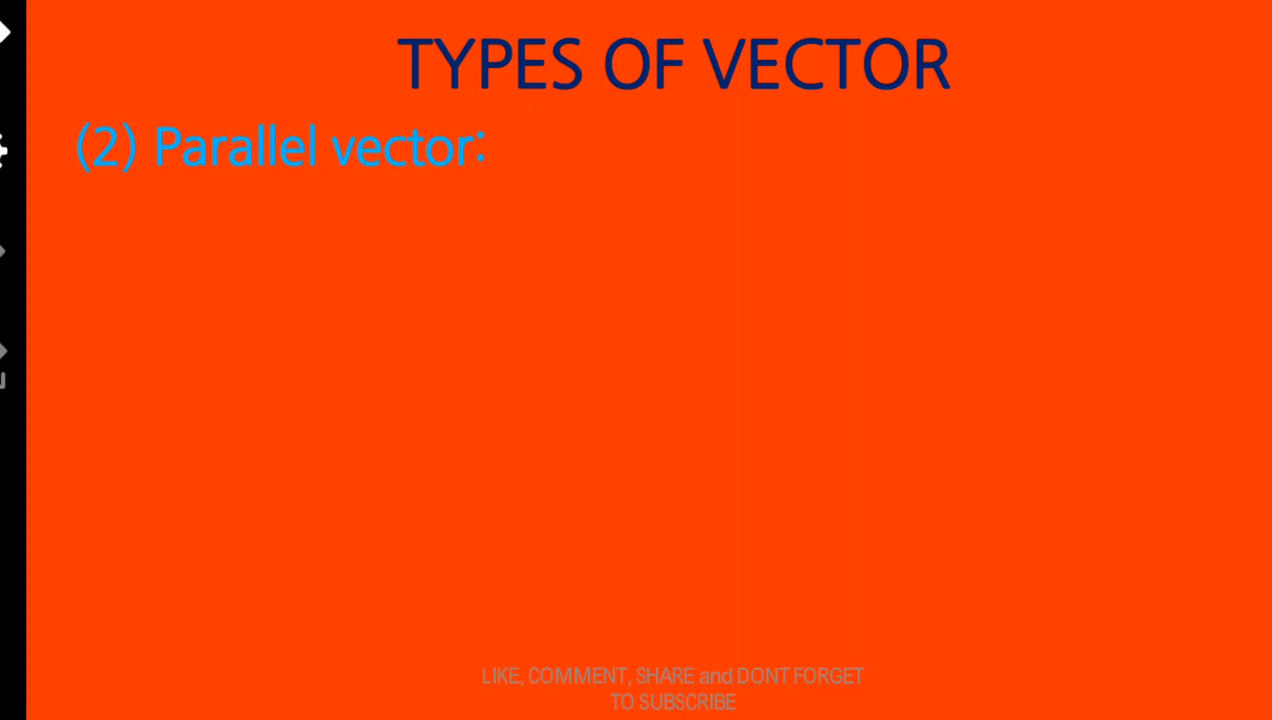 TYPES OF VECTOR
(2) Parallel vector:
LIKE, COMMENT, SHARE and DONT FORGET
TO SUBSCRIBE